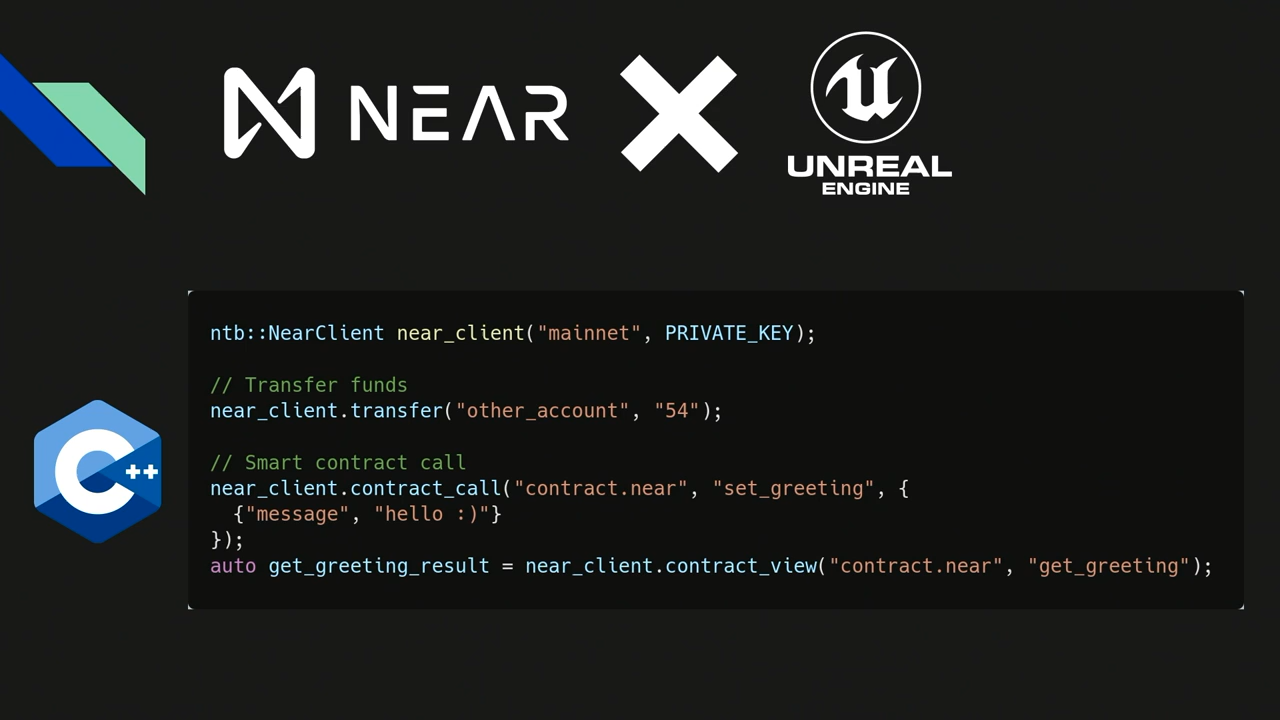 NEAR
UNREAL
ENGINE
ntb::NearClient near_client("mainnet", PRIVATE_KEY);
// Transfer funds
near_client.transfer("other_account", "54");
// Smart contract call
near_client.contract_call("contract.near", "set_greeting", {
  {"message", "hello :)"}
});
auto get_greeting_result = near_client.contract_view("contract.near", "get_greeting");
C++